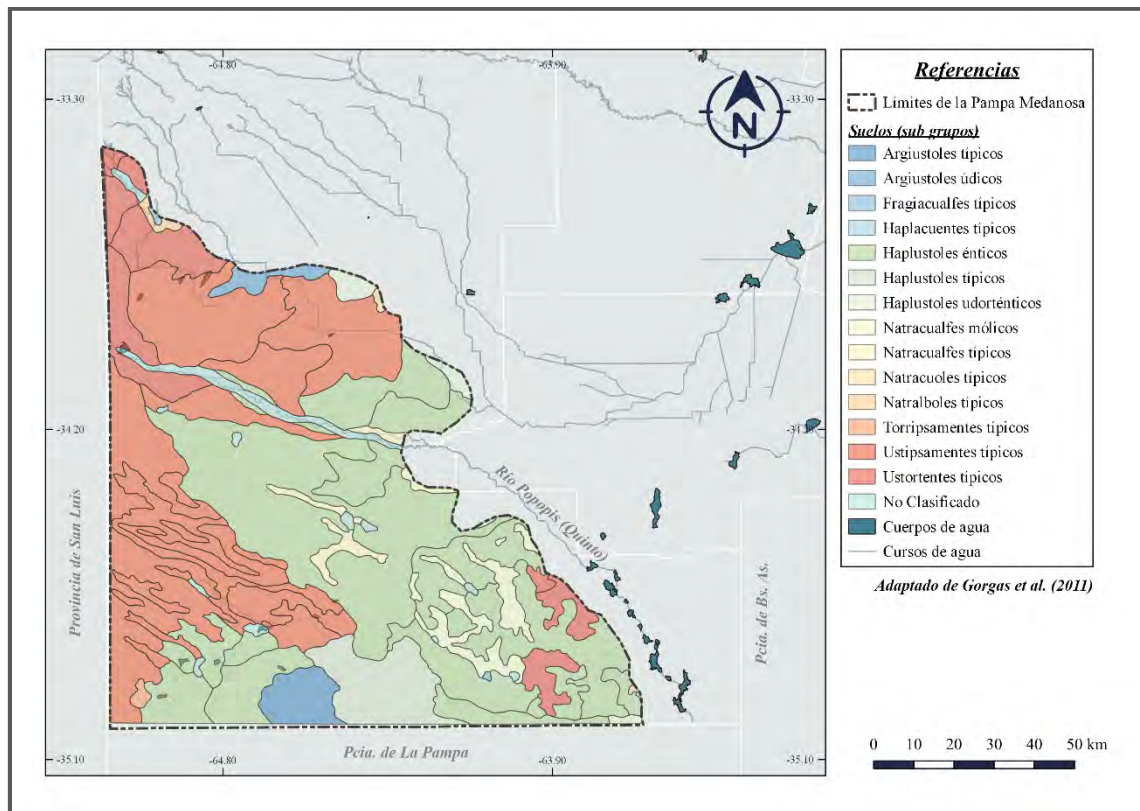 -64.80
-63.90
-33.30
-33.30
N
-34.20
-34.20
Río Popopis (Quinto)
Provincia de San Luis
Pcia. de Bs. As.
Pcia. de La Pampa
-35.10
-35.10
-64.80
-63.90
Referencias
Límites de la Pampa Medanosa
Suelos (sub grupos)
Argiustoles típicos
Argiustoles údicos
Fragiacualfes típicos
Haplacuentes típicos
Haplustoles énticos
Haplustoles típicos
Haplustoles udorténticos
Natracualfes mólicos
Natracualfes típicos
Natracuoles típicos
Natralboles típicos
Torripsamentes típicos
Ustipsamentes típicos
Ustortentes típicos
No Clasificado
Cuerpos de agua
Cursos de agua
Adaptado de Gorgas et al. (2011)
0 10 20 30 40 50 km